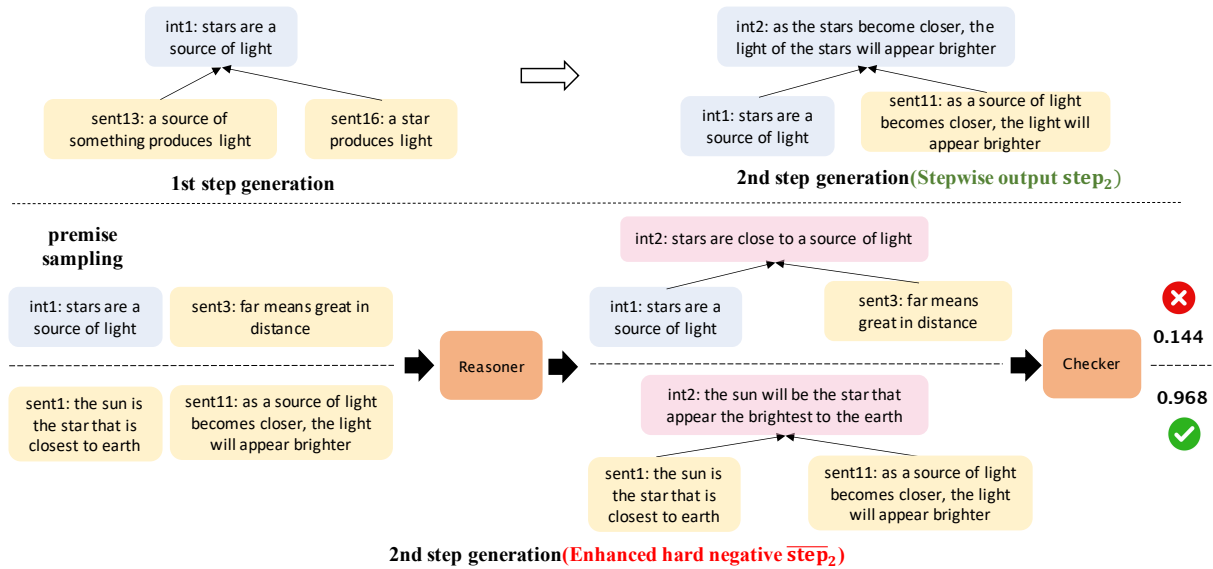 int1: stars are a
source of light
sent13: a source of
something produces light
sent16: a star
produces light
1st step generation
int2: as the stars become closer, the
light of the stars will appear brighter
int1: stars are a
source of light
sent11: as a source of light
becomes closer, the light will
appear brighter
2nd step generation(Stepwise output step₂)
premise
sampling
int1: stars are a
source of light
sent3: far means great in
distance
sent1: the sun is
the star that is
closest to earth
sent11: as a source of light
becomes closer, the light
will appear brighter
Reasoner
int2: stars are close to a source of light
int1: stars are a
source of light
sent3: far means
great in distance
int2: the sun will be the star that
appear the brightest to the earth
sent1: the sun is
the star that is
closest to earth
sent11: as a source of light
becomes closer, the light
will appear brighter
Checker
0.144
0.968
2nd step generation(Enhanced hard negative s̅t̅e̅p̅₂)